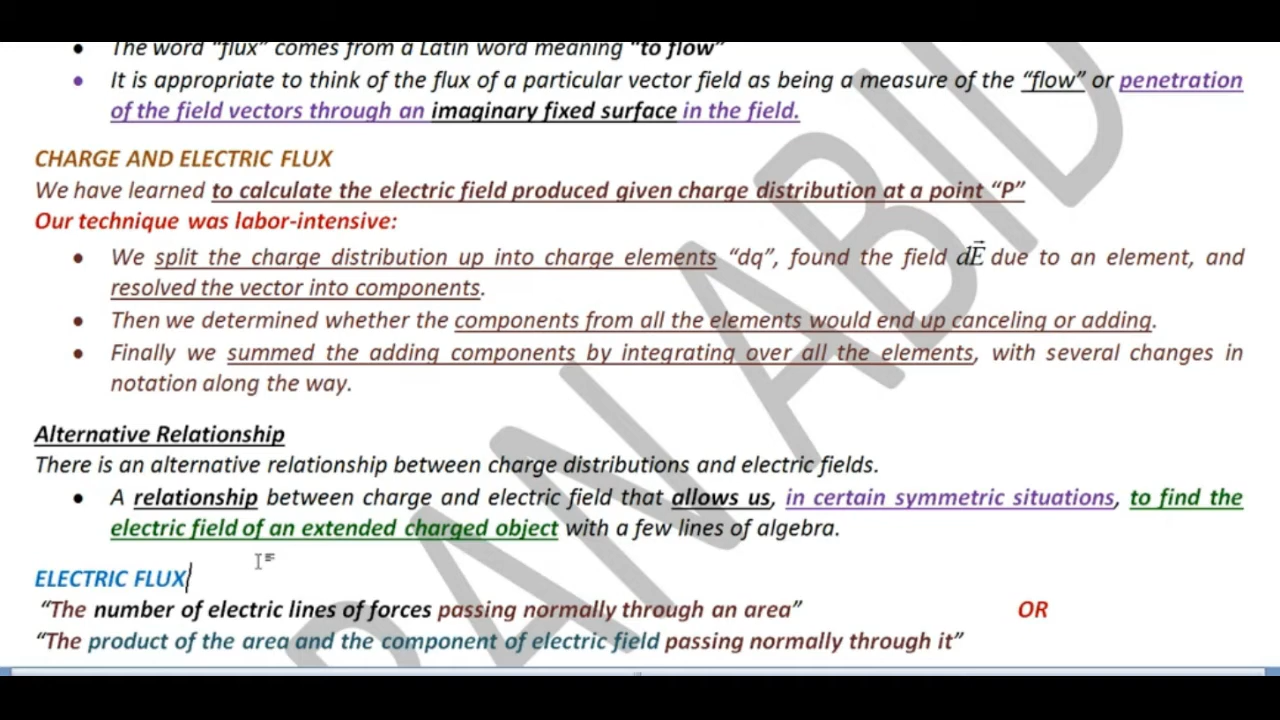 • The word "flux" comes from a Latin word meaning "to flow"
• It is appropriate to think of the flux of a particular vector field as being a measure of the "flow" or penetration
of the field vectors through an imaginary fixed surface in the field.
CHARGE AND ELECTRIC FLUX
We have learned to calculate the electric field produced given charge distribution at a point "P"
Our technique was labor-intensive:
• We split the charge distribution up into charge elements "dq", found the field dE⃗ due to an element, and
resolved the vector into components.
• Then we determined whether the components from all the elements would end up canceling or adding.
• Finally we summed the adding components by integrating over all the elements, with several changes in
notation along the way.
Alternative Relationship
There is an alternative relationship between charge distributions and electric fields.
• A relationship between charge and electric field that allows us, in certain symmetric situations, to find the
electric field of an extended charged object with a few lines of algebra.
ELECTRIC FLUX
"The number of electric lines of forces passing normally through an area" OR
"The product of the area and the component of electric field passing normally through it"